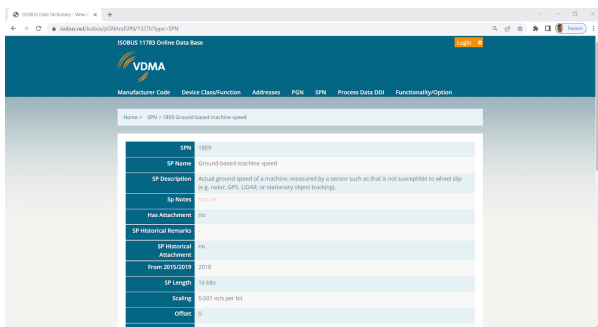 ISOBUS Data Dictionary - View
isobus.net/isobus/pGNAndSPN/13276?type=SPN
Paused
ISOBUS 11783 Online Data Base
Login
VDMA
Manufacturer Code Device Class/Function Addresses PGN SPN Process Data DDI Functionality/Option
Home > SPN > 1859 Ground-based machine speed
SPN 1859
SP Name Ground based machine speed
SP Description Actual ground speed of a machine, measured by a sensor such as that is not susceptible to wheel slip
(e.g. radar, GPS, LIDAR, or stationary object tracking).
Sp Notes Not set
Has Attachment no
SP Historical Remarks -
SP Historical no
Attachment
From 2015/2019 2018
SP Length 16 bits
Scaling 0.001 m/s per bit
Offset 0